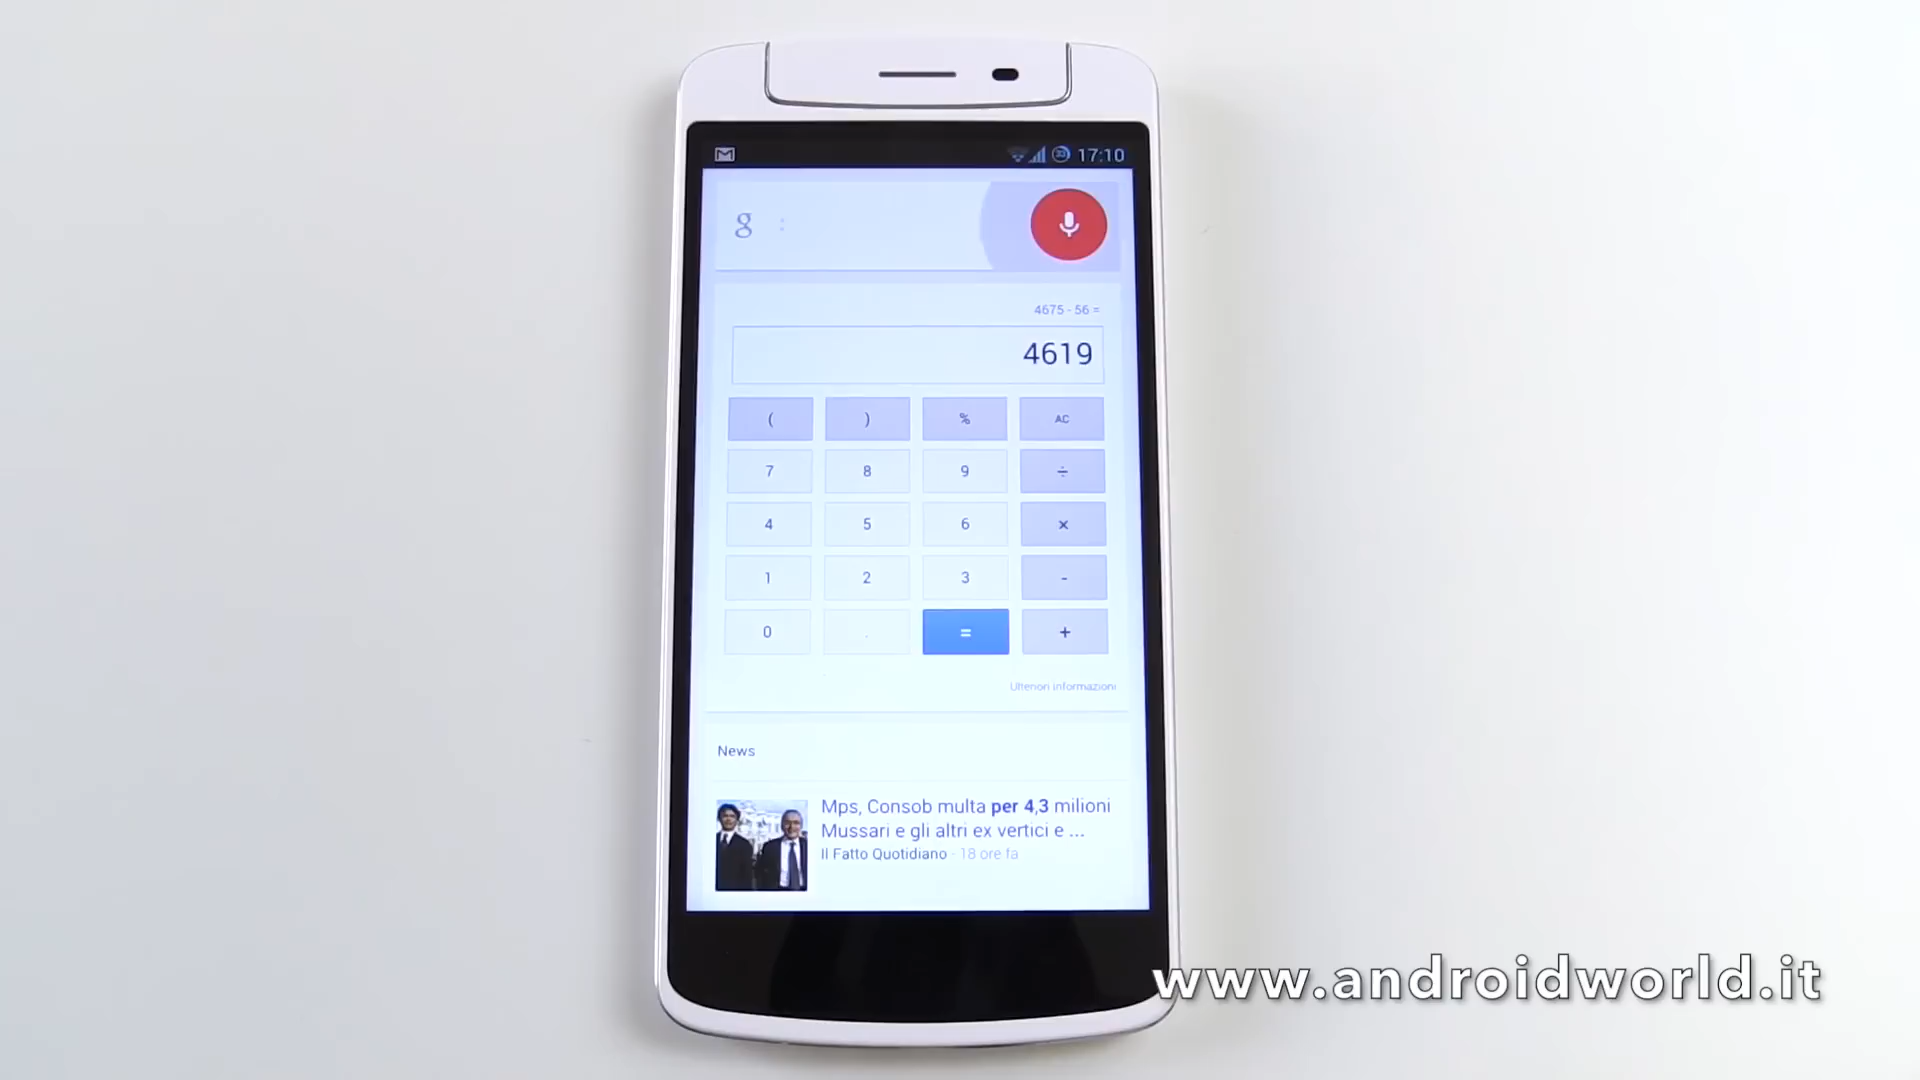 17:10
g :
4675 - 56 =
4619
( ) % AC
7 8 9 ÷
4 5 6 ×
1 2 3 -
0 . = +
Ulteriori informazioni
News
Mps, Consob multa per 4,3 milioni
Mussari e gli altri ex vertici e ...
Il Fatto Quotidiano - 18 ore fa
www.androidworld.it